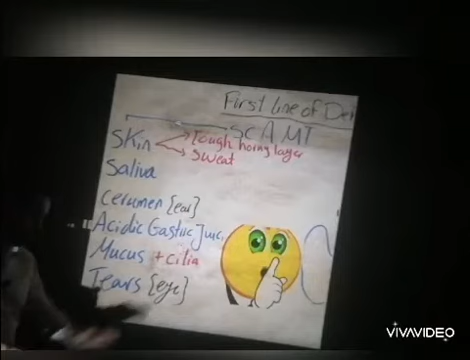 First line of De
SCAMT
Skin
Tough horny layer
Sweat
Saliva
Cerumen {ear}
Acidic Gastric Juic
Mucus + cilia
Tears {eye}
VIVAVIDEO